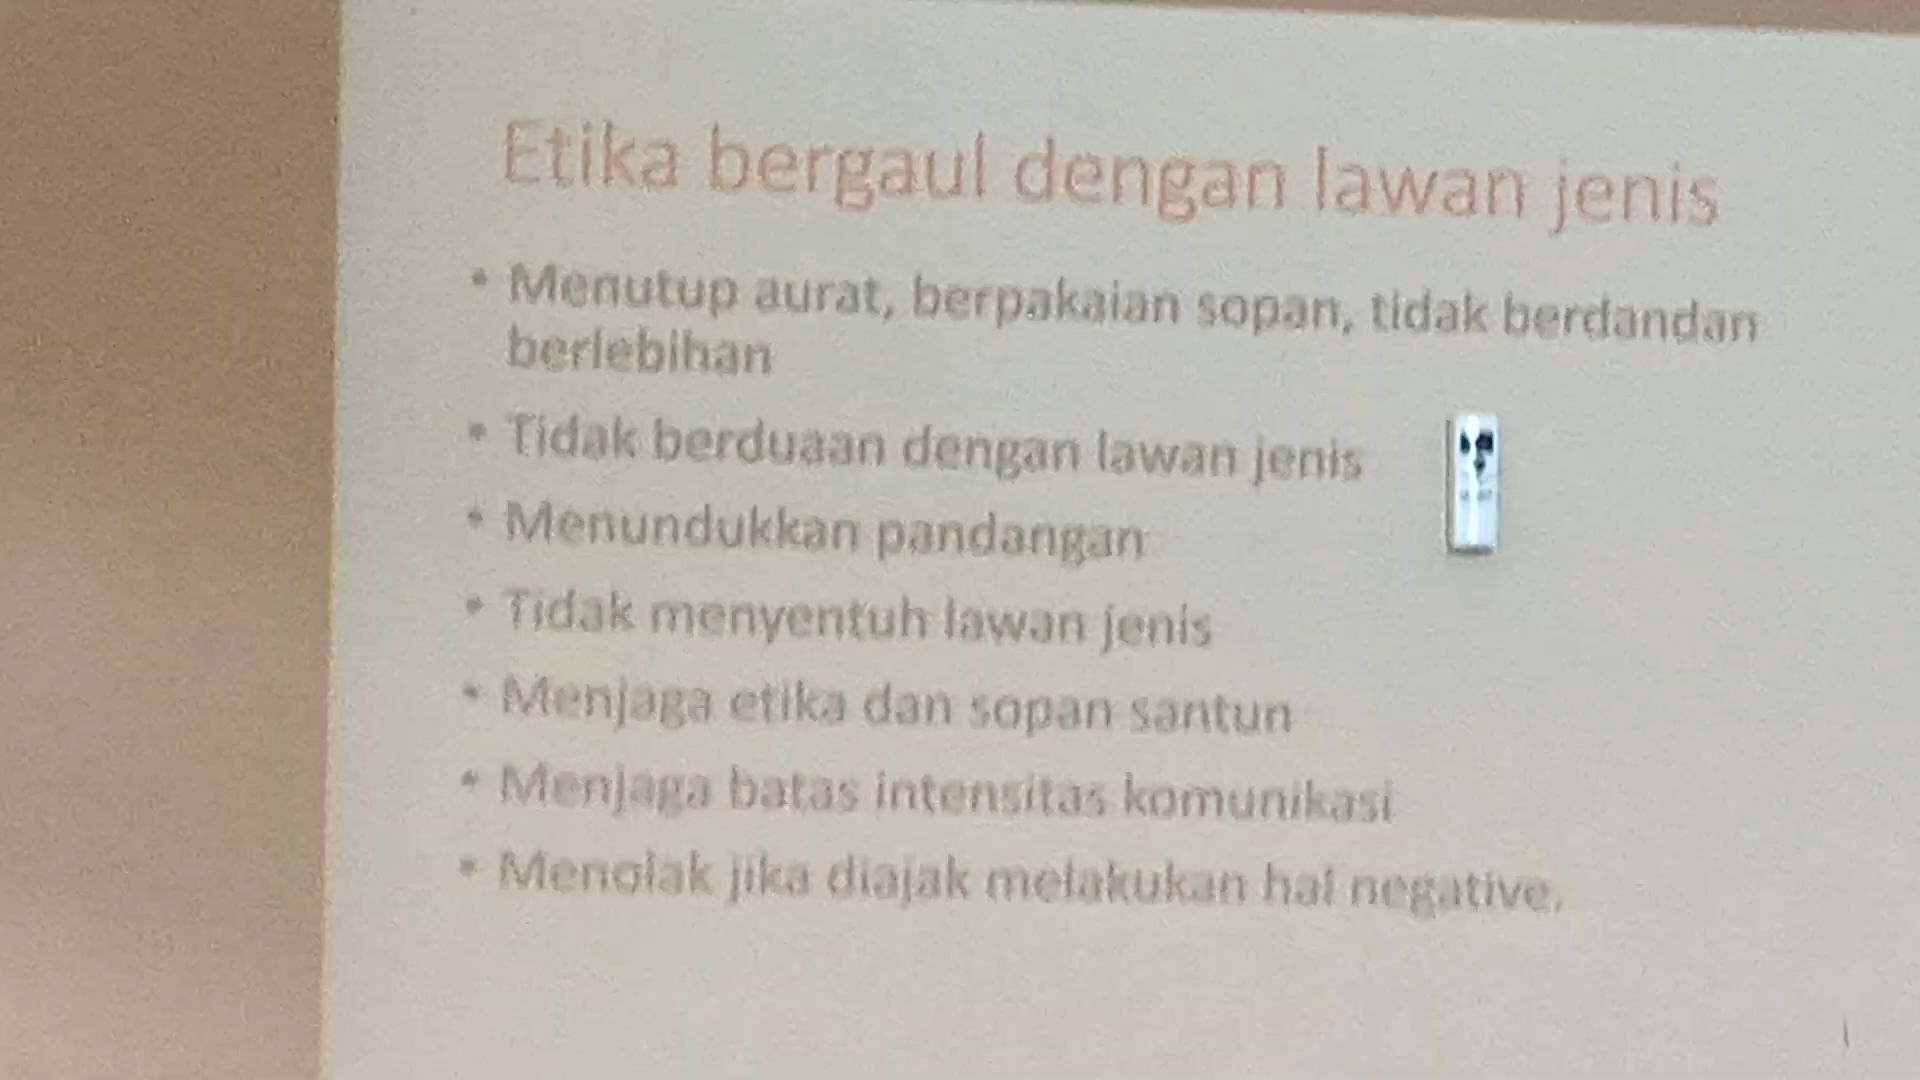 Etika bergaul dengan lawan jenis
• Menutup aurat, berpakaian sopan, tidak berdandan
berlebihan
• Tidak berduaan dengan lawan jenis
• Menundukkan pandangan
• Tidak menyentuh lawan jenis
• Menjaga etika dan sopan santun
• Menjaga batas intensitas komunikasi
• Menolak jika diajak melakukan hal negative.